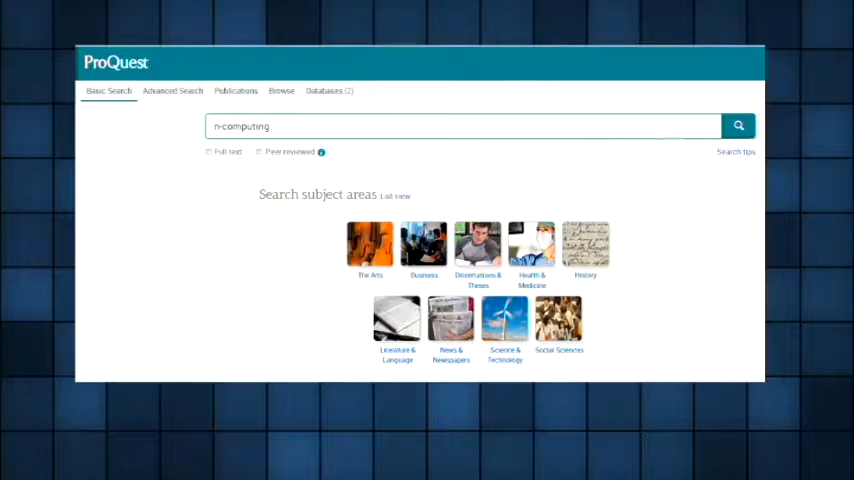 ProQuest
Basic Search Advanced Search Publications Browse Databases (2)
n-computing
Full text Peer reviewed Search tips
Search subject areas List view
The Arts Business Dissertations & Theses Health & Medicine History
Literature & Language News & Newspapers Science & Technology Social Sciences